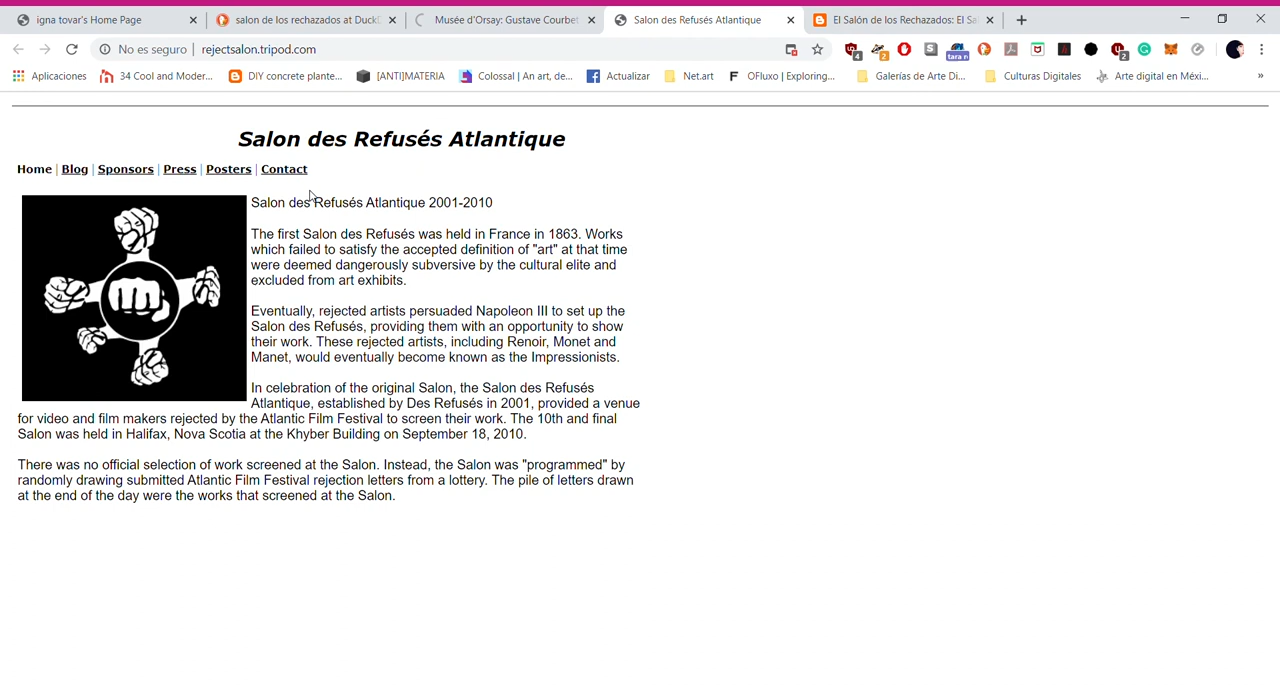 igna tovar's Home Page
salon de los rechazados at DuckD
Musée d'Orsay: Gustave Courbet
Salon des Refusés Atlantique
El Salón de los Rechazados: El Sa
No es seguro
rejectsalon.tripod.com
4
2
tara n
2
Aplicaciones
34 Cool and Moder...
DIY concrete plante...
[ANTI]MATERIA
Colossal | An art, de...
Actualizar
Net.art
OFluxo | Exploring...
Galerías de Arte Di...
Culturas Digitales
Arte digital en Méxi...
»
Salon des Refusés Atlantique
Home | Blog | Sponsors | Press | Posters | Contact
Salon des Refusés Atlantique 2001-2010
The first Salon des Refusés was held in France in 1863. Works
which failed to satisfy the accepted definition of "art" at that time
were deemed dangerously subversive by the cultural elite and
excluded from art exhibits.
Eventually, rejected artists persuaded Napoleon III to set up the
Salon des Refusés, providing them with an opportunity to show
their work. These rejected artists, including Renoir, Monet and
Manet, would eventually become known as the Impressionists.
In celebration of the original Salon, the Salon des Refusés
Atlantique, established by Des Refusés in 2001, provided a venue
for video and film makers rejected by the Atlantic Film Festival to screen their work. The 10th and final
Salon was held in Halifax, Nova Scotia at the Khyber Building on September 18, 2010.
There was no official selection of work screened at the Salon. Instead, the Salon was "programmed" by
randomly drawing submitted Atlantic Film Festival rejection letters from a lottery. The pile of letters drawn
at the end of the day were the works that screened at the Salon.